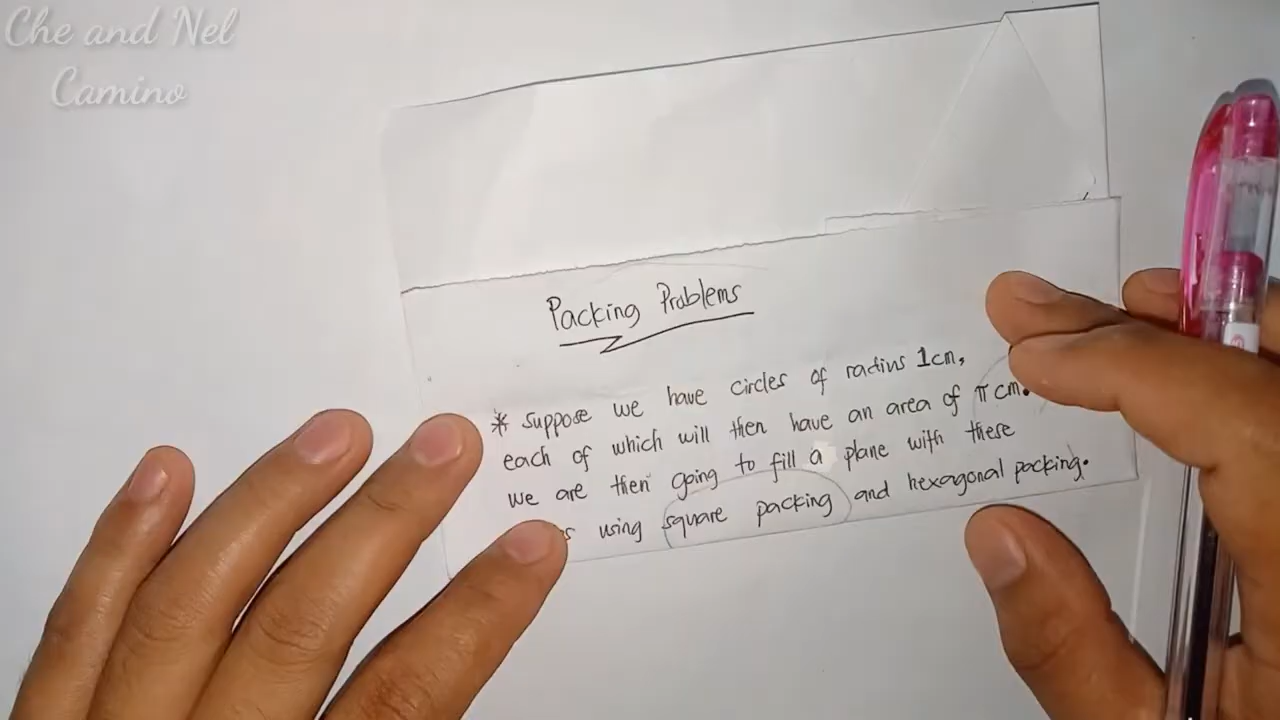 Che and Nel
Camino
Packing Problems
* Suppose we have circles of radius 1cm,
each of which will then have an area of π cm.
we are then going to fill a plane with these
using square packing and hexagonal packing.